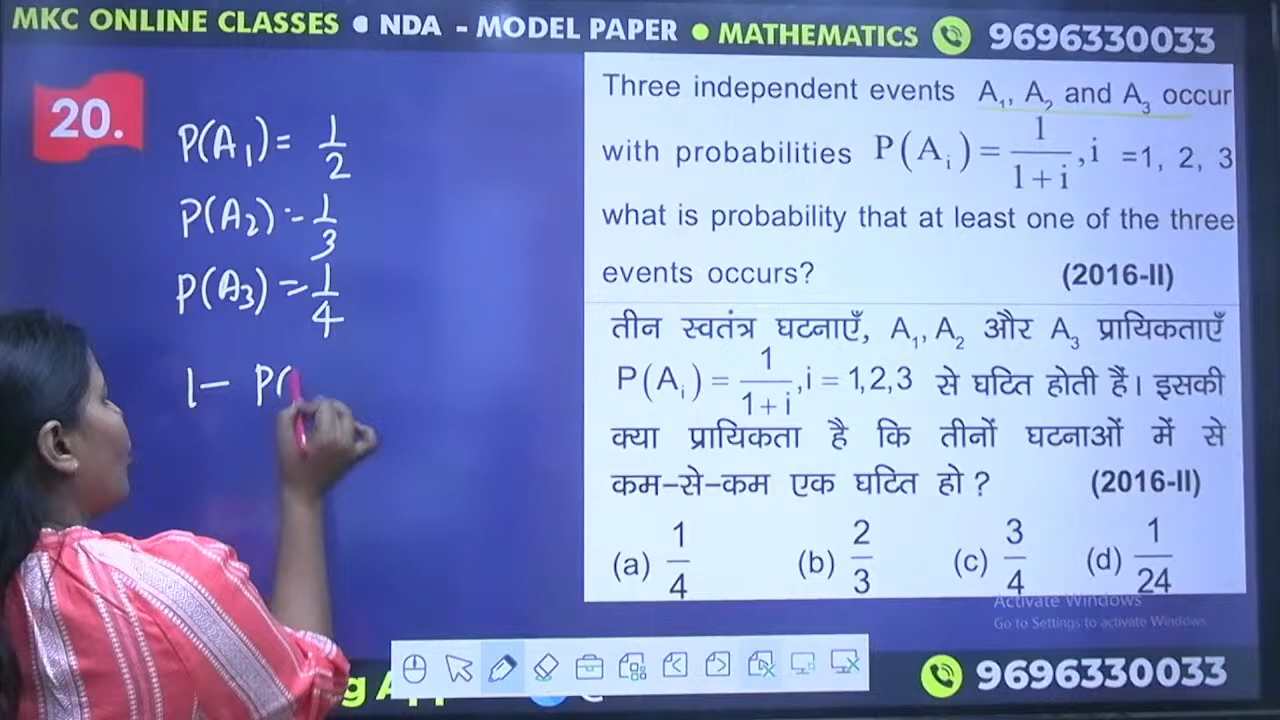 MKC ONLINE CLASSES ● NDA - MODEL PAPER ● MATHEMATICS 9696330033
20.
P(A₁) = 1/2
P(A₂) = 1/3
P(A₃) = 1/4
1 - P(
Three independent events A₁, A₂ and A₃ occur
with probabilities P(Aᵢ) = 1/(1+i), i =1, 2, 3
what is probability that at least one of the three
events occurs? (2016-II)
तीन स्वतंत्र घटनाएँ, A₁, A₂ और A₃ प्रायिकताएँ
P(Aᵢ) = 1/(1+i), i = 1,2,3 से घटित होती हैं। इसकी
क्या प्रायिकता है कि तीनों घटनाओं में से
कम-से-कम एक घटित हो ? (2016-II)
(a) 1/4 (b) 2/3 (c) 3/4 (d) 1/24
Activate Windows
Go to Settings to activate Windows.
9696330033